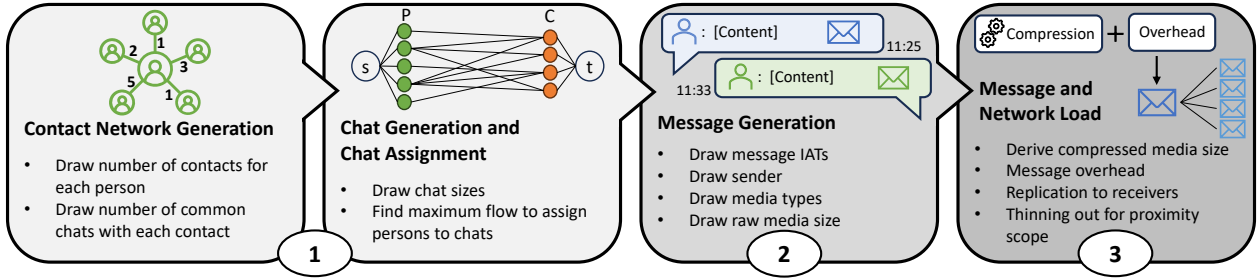 1
2
3
5
1
Contact Network Generation
• Draw number of contacts for
each person
• Draw number of common
chats with each contact
P
C
s
t
Chat Generation and
Chat Assignment
• Draw chat sizes
• Find maximum flow to assign
persons to chats
1
: [Content]
11:25
: [Content]
11:33
Message Generation
• Draw message IATs
• Draw sender
• Draw media types
• Draw raw media size
2
Compression
+
Overhead
Message and
Network Load
• Derive compressed media size
• Message overhead
• Replication to receivers
• Thinning out for proximity
scope
3